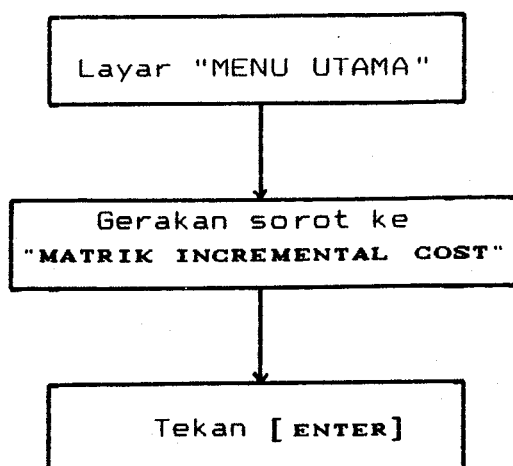 Layar "MENU UTAMA"
Gerakan sorot ke
"MATRIK INCREMENTAL COST"
Tekan [ENTER]